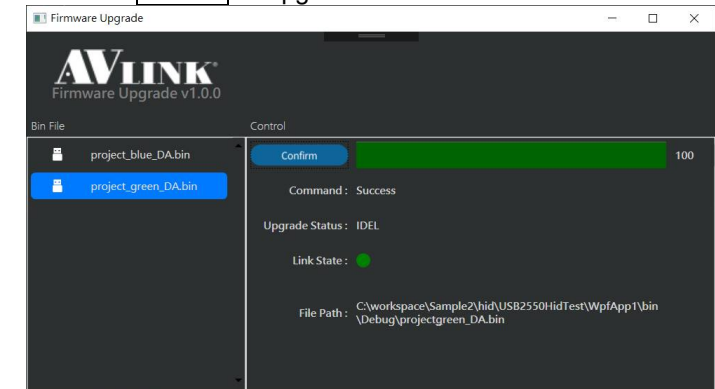 Firmware Upgrade
AVLINK®
Firmware Upgrade v1.0.0
Bin File
Control
project_blue_DA.bin
Confirm
100
project_green_DA.bin
Command : Success
Upgrade Status : IDEL
Link State :
File Path : C:\workspace\Sample2\hid\USB2550HidTest\WpfApp1\bin
\Debug\projectgreen_DA.bin